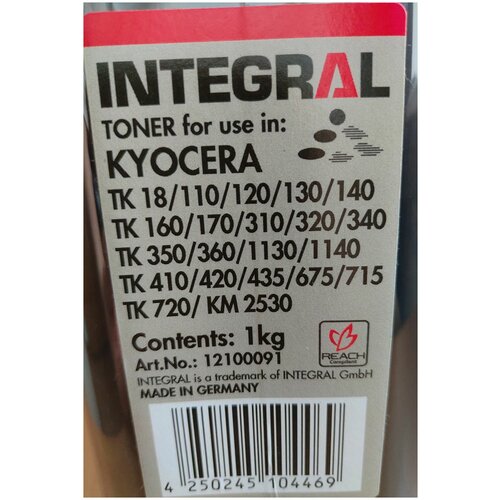 INTEGRAL
TONER for use in:
KYOCERA
TK 18/110/120/130/140
TK 160/170/310/320/340
TK 350/360/1130/1140
TK 410/420/435/675/715
TK 720/ KM 2530
Contents: 1kg
Art.No.: 12100091
REACH
Compliant
INTEGRAL is a trademark of INTEGRAL GmbH
MADE IN GERMANY
4 250245 104469